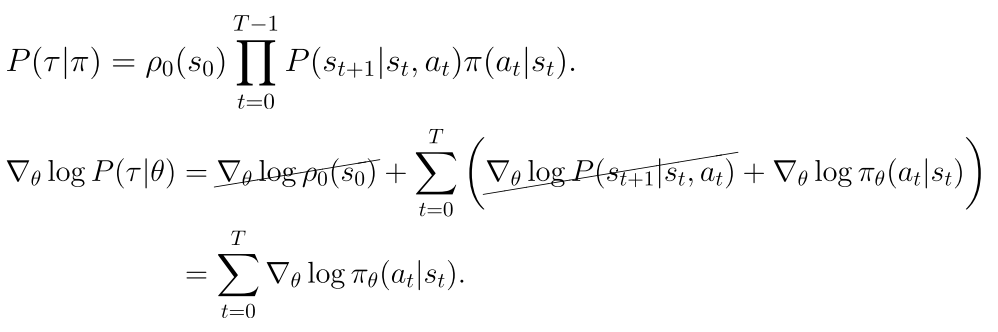 P(τ|π) = ρ₀(s₀) ∏_{t=0}^{T−1} P(s_{t+1}|s_t, a_t)π(a_t|s_t).
∇_θ log P(τ|θ) = ∇_θ log ρ₀(s₀) + ∑_{t=0}^{T} (∇_θ log P(s_{t+1}|s_t, a_t) + ∇_θ log π_θ(a_t|s_t))
= ∑_{t=0}^{T} ∇_θ log π_θ(a_t|s_t).